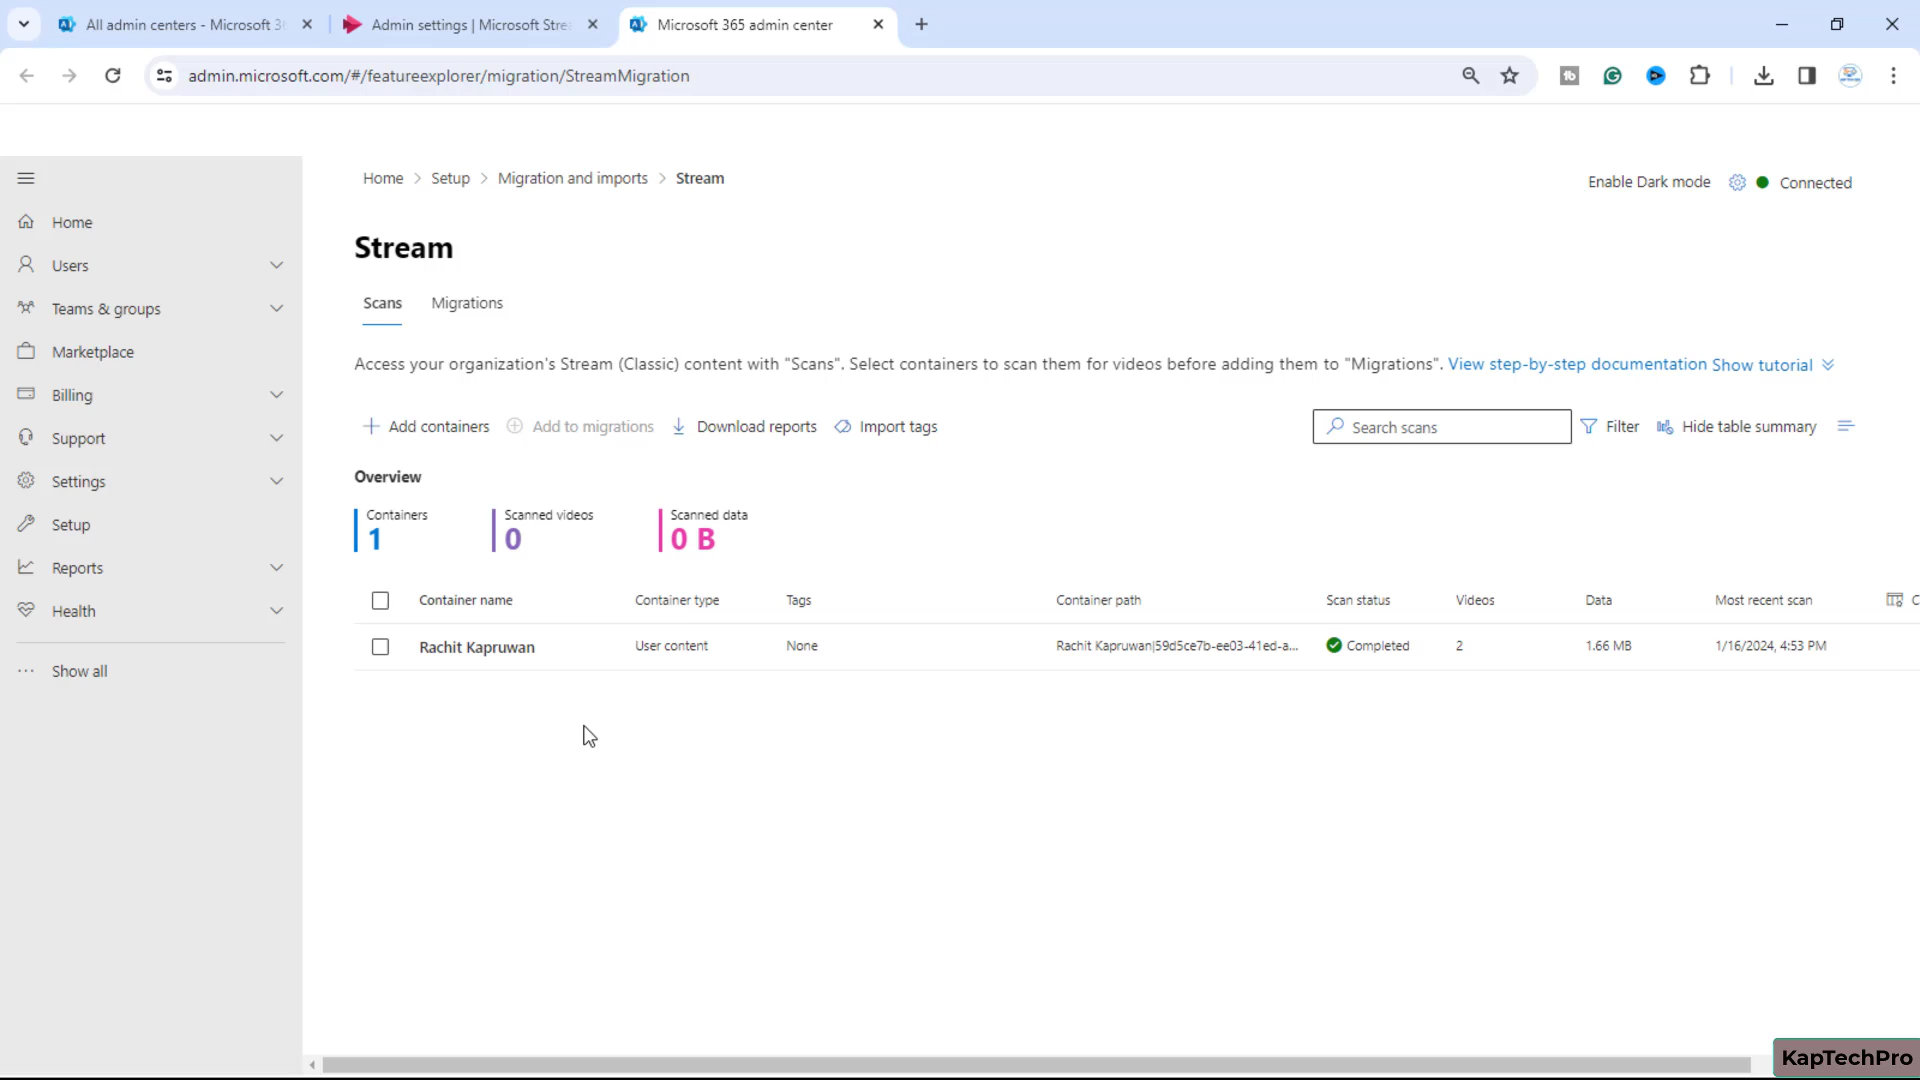 All admin centers - Microsoft 36
Admin settings | Microsoft Stre
Microsoft 365 admin center
admin.microsoft.com/#/featureexplorer/migration/StreamMigration
Home > Setup > Migration and imports > Stream
Enable Dark mode
Connected
Home
Users
Teams & groups
Marketplace
Billing
Support
Settings
Setup
Reports
Health
Show all
Stream
Scans
Migrations
Access your organization's Stream (Classic) content with "Scans". Select containers to scan them for videos before adding them to "Migrations". View step-by-step documentation Show tutorial
Add containers
Add to migrations
Download reports
Import tags
Search scans
Filter
Hide table summary
Overview
Containers
1
Scanned videos
0
Scanned data
0 B
Container name Container type Tags Container path Scan status Videos Data Most recent scan C
Rachit Kapruwan User content None Rachit Kapruwan|59d5ce7b-ee03-41ed-a... Completed 2 1.66 MB 1/16/2024, 4:53 PM
KapTechPro